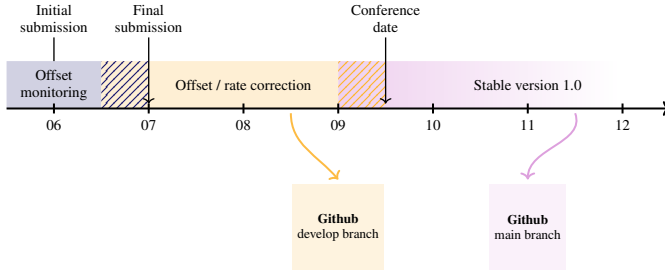 Initial
submission
Final
submission
Conference
date
Offset
monitoring
Offset / rate correction
Stable version 1.0
06
07
08
09
10
11
12
Github
develop branch
Github
main branch